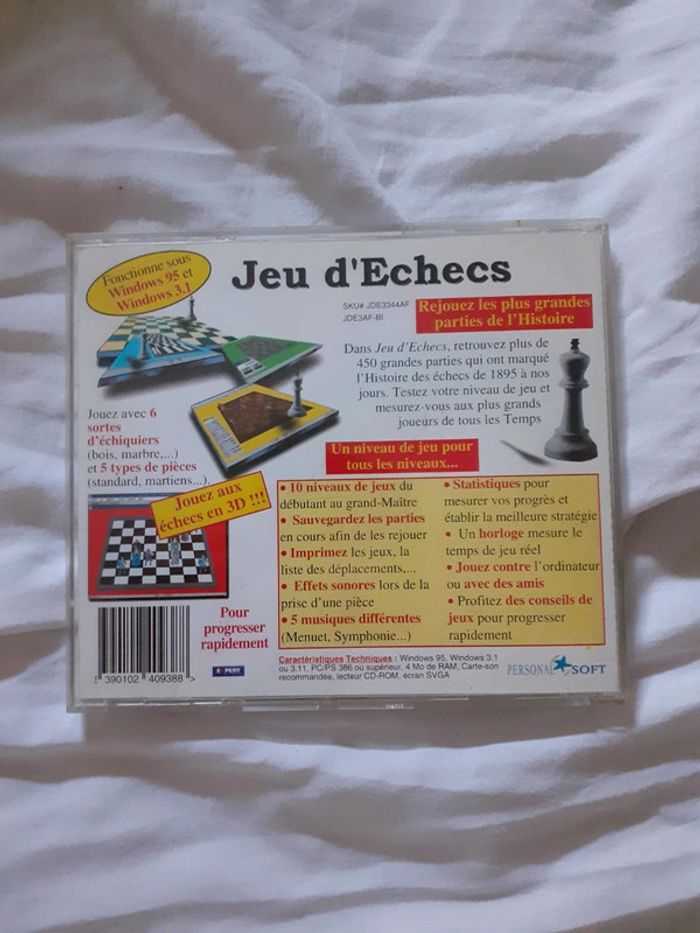 Fonctionne sous
Windows 95 et
Windows 3.1
Jeu d'Echecs
SKU# JDE3344AF
JDE3AF-BI
Rejouez les plus grandes
parties de l'Histoire
Dans Jeu d'Echecs, retrouvez plus de
450 grandes parties qui ont marqué
l'Histoire des échecs de 1895 à nos
jours. Testez votre niveau de jeu et
mesurez-vous aux plus grands
joueurs de tous les Temps
Jouez avec 6
sortes
d'échiquiers
(bois, marbre,...)
et 5 types de pièces
(standard, martiens...).
Un niveau de jeu pour
tous les niveaux...
Jouez aux
échecs en 3D !!!
• 10 niveaux de jeux du
débutant au grand-Maître
• Sauvegardez les parties
en cours afin de les rejouer
• Imprimez les jeux, la
liste des déplacements,...
• Effets sonores lors de la
prise d'une pièce
• 5 musiques différentes
(Menuet, Symphonie...)
• Statistiques pour
mesurer vos progrès et
établir la meilleure stratégie
• Un horloge mesure le
temps de jeu réel
• Jouez contre l'ordinateur
ou avec des amis
• Profitez des conseils de
jeux pour progresser
rapidement
Pour
progresser
rapidement
390102 409388 >
EXPERT
Caractéristiques Techniques : Windows 95, Windows 3.1
ou 3.11, PC/PS 386 ou supérieur, 4 Mo de RAM, Carte-son
recommandée, lecteur CD-ROM, écran SVGA
PERSONAL SOFT